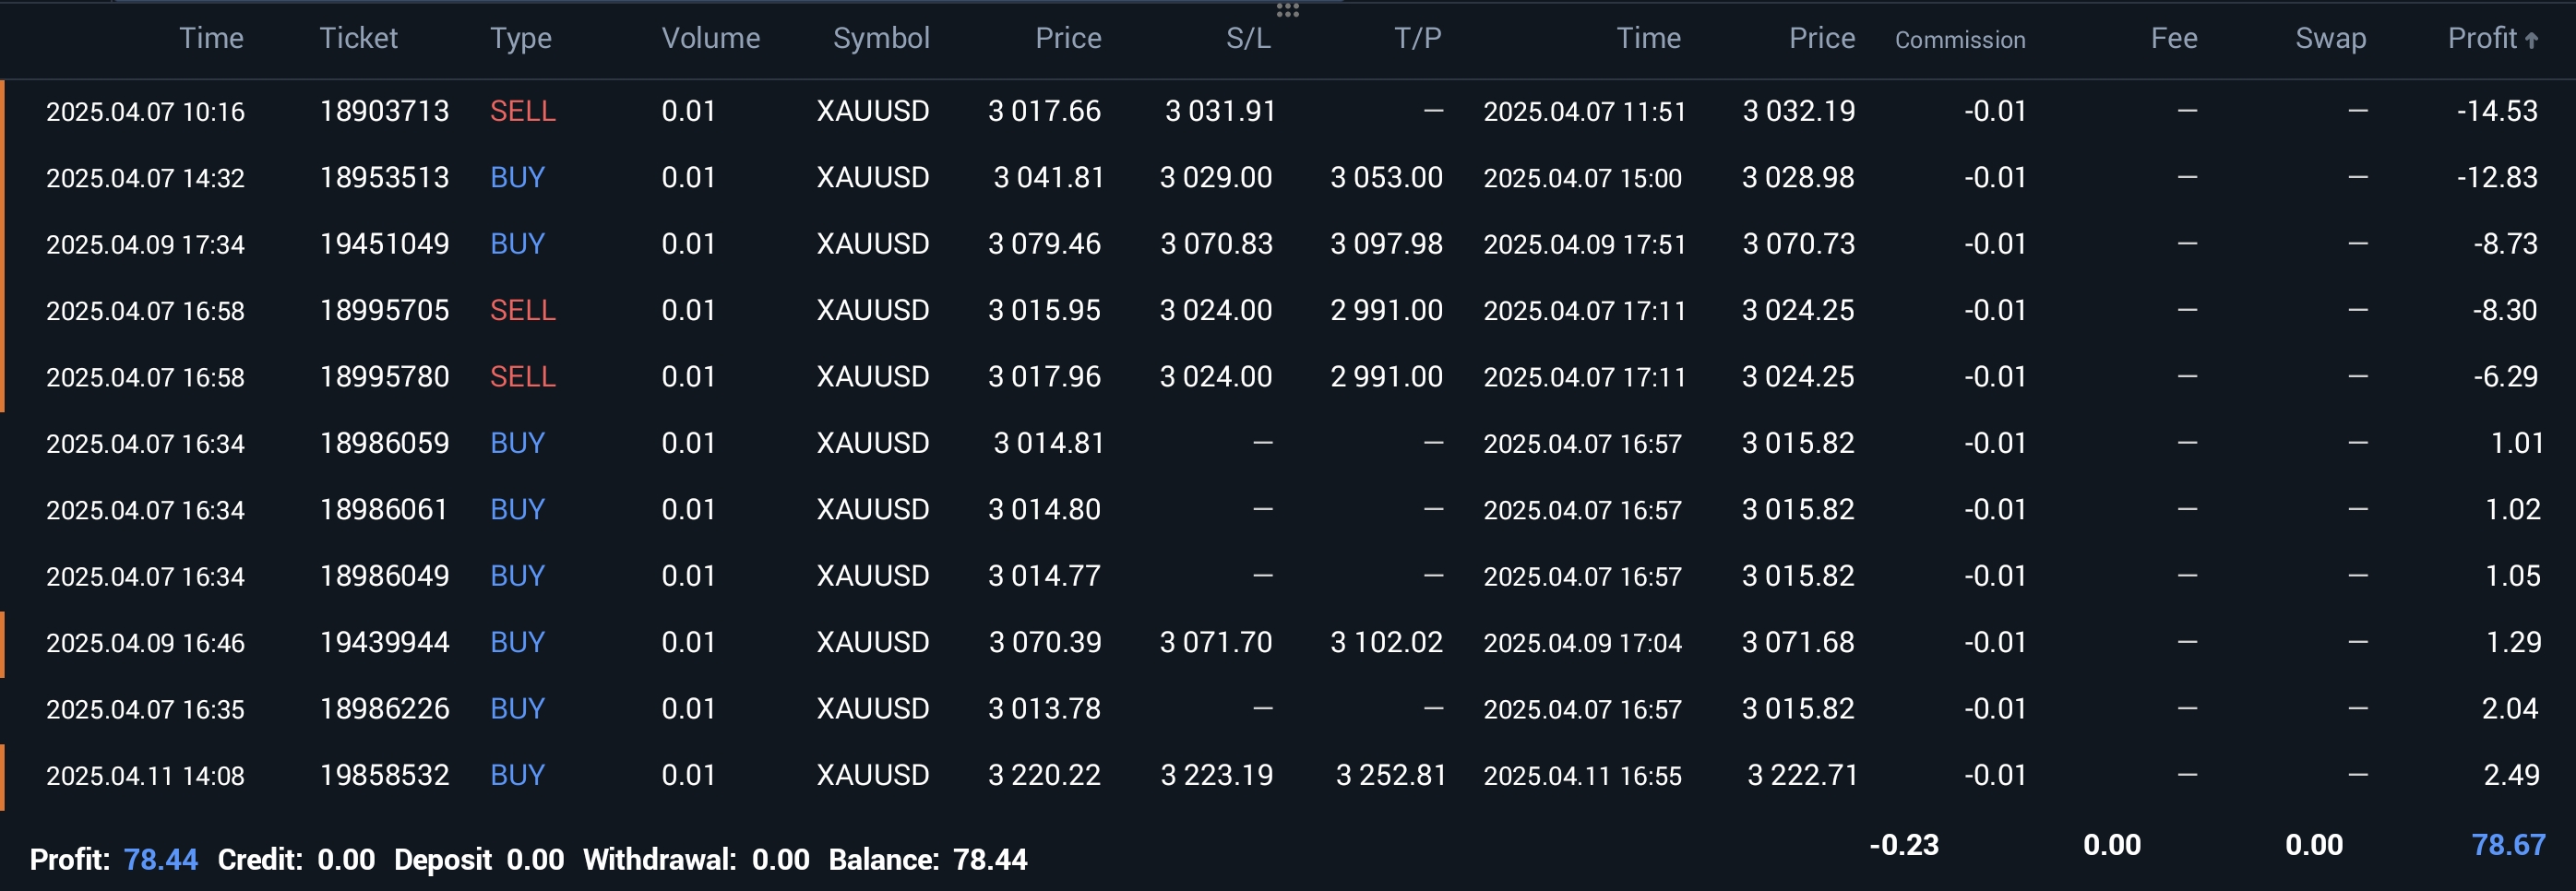 Time Ticket Type Volume Symbol Price S/L T/P Time Price Commission Fee Swap Profit ↑
2025.04.07 10:16 18903713 SELL 0.01 XAUUSD 3 017.66 3 031.91 — 2025.04.07 11:51 3 032.19 -0.01 — — -14.53
2025.04.07 14:32 18953513 BUY 0.01 XAUUSD 3 041.81 3 029.00 3 053.00 2025.04.07 15:00 3 028.98 -0.01 — — -12.83
2025.04.09 17:34 19451049 BUY 0.01 XAUUSD 3 079.46 3 070.83 3 097.98 2025.04.09 17:51 3 070.73 -0.01 — — -8.73
2025.04.07 16:58 18995705 SELL 0.01 XAUUSD 3 015.95 3 024.00 2 991.00 2025.04.07 17:11 3 024.25 -0.01 — — -8.30
2025.04.07 16:58 18995780 SELL 0.01 XAUUSD 3 017.96 3 024.00 2 991.00 2025.04.07 17:11 3 024.25 -0.01 — — -6.29
2025.04.07 16:34 18986059 BUY 0.01 XAUUSD 3 014.81 — — 2025.04.07 16:57 3 015.82 -0.01 — — 1.01
2025.04.07 16:34 18986061 BUY 0.01 XAUUSD 3 014.80 — — 2025.04.07 16:57 3 015.82 -0.01 — — 1.02
2025.04.07 16:34 18986049 BUY 0.01 XAUUSD 3 014.77 — — 2025.04.07 16:57 3 015.82 -0.01 — — 1.05
2025.04.09 16:46 19439944 BUY 0.01 XAUUSD 3 070.39 3 071.70 3 102.02 2025.04.09 17:04 3 071.68 -0.01 — — 1.29
2025.04.07 16:35 18986226 BUY 0.01 XAUUSD 3 013.78 — — 2025.04.07 16:57 3 015.82 -0.01 — — 2.04
2025.04.11 14:08 19858532 BUY 0.01 XAUUSD 3 220.22 3 223.19 3 252.81 2025.04.11 16:55 3 222.71 -0.01 — — 2.49
Profit: 78.44 Credit: 0.00 Deposit 0.00 Withdrawal: 0.00 Balance: 78.44 -0.23 0.00 0.00 78.67